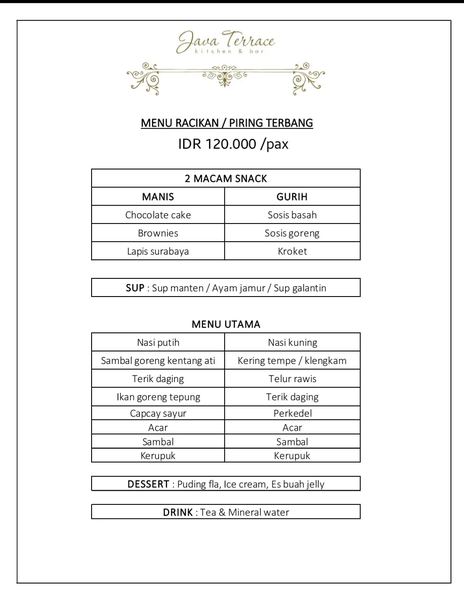 Java Terrace
kitchen & bar
MENU RACIKAN / PIRING TERBANG
IDR 120.000 /pax
2 MACAM SNACK
MANIS GURIH
Chocolate cake Sosis basah
Brownies Sosis goreng
Lapis surabaya Kroket
SUP : Sup manten / Ayam jamur / Sup galantin
MENU UTAMA
Nasi putih Nasi kuning
Sambal goreng kentang ati Kering tempe / klengkam
Terik daging Telur rawis
Ikan goreng tepung Terik daging
Capcay sayur Perkedel
Acar Acar
Sambal Sambal
Kerupuk Kerupuk
DESSERT : Puding fla, Ice cream, Es buah jelly
DRINK : Tea & Mineral water